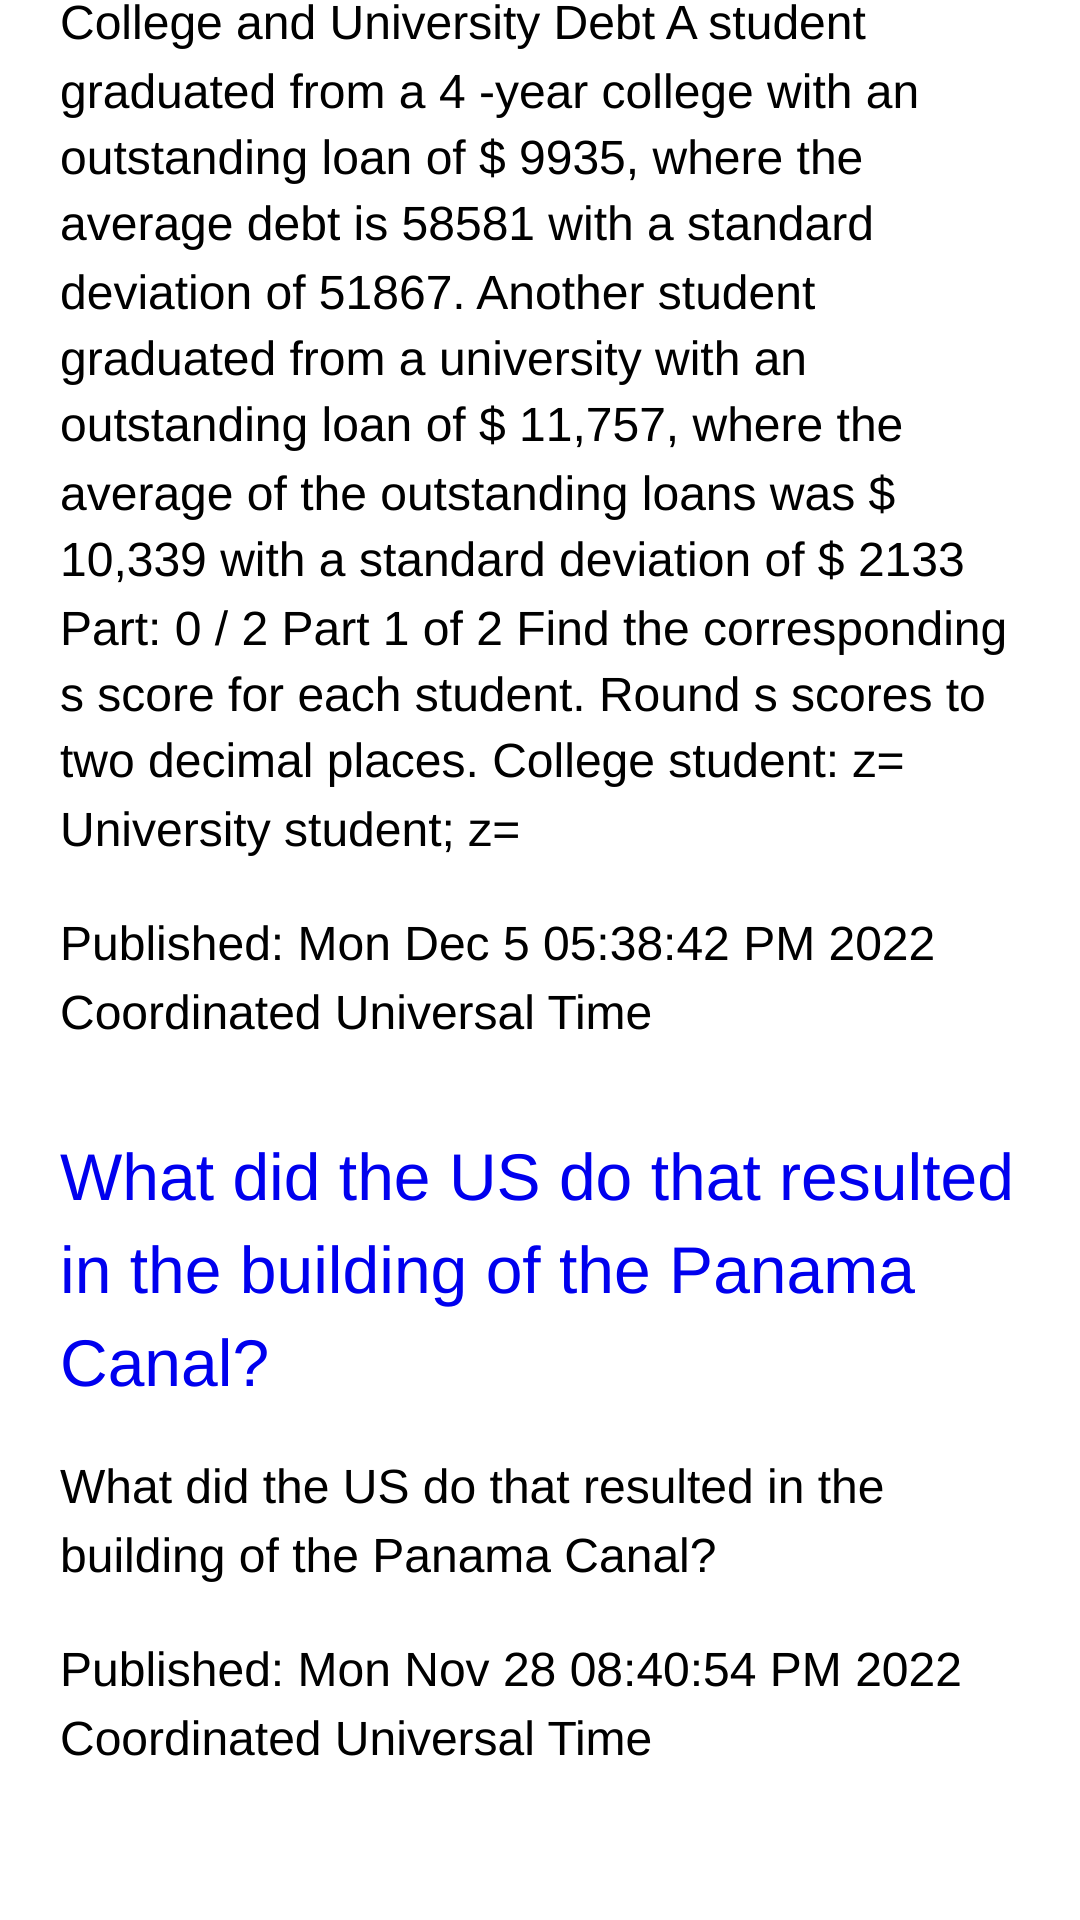 College and University Debt A student
graduated from a 4 -year college with an
outstanding loan of $ 9935, where the
average debt is 58581 with a standard
deviation of 51867. Another student
graduated from a university with an
outstanding loan of $ 11,757, where the
average of the outstanding loans was $
10,339 with a standard deviation of $ 2133
Part: 0 / 2 Part 1 of 2 Find the corresponding
s score for each student. Round s scores to
two decimal places. College student: z=
University student; z=
Published: Mon Dec 5 05:38:42 PM 2022
Coordinated Universal Time
What did the US do that resulted
in the building of the Panama
Canal?
What did the US do that resulted in the
building of the Panama Canal?
Published: Mon Nov 28 08:40:54 PM 2022
Coordinated Universal Time